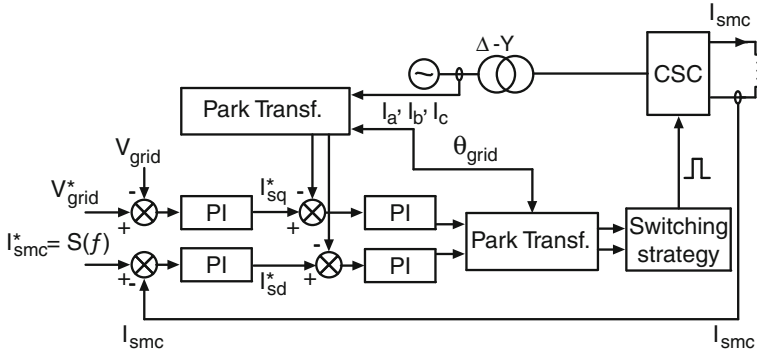 I_smc
Δ-Y
CSC
~
Park Transf.
I_a, I_b, I_c
V_grid
θ_grid
V*_grid
-
+
PI
I*_sq
-
+
PI
Park Transf.
Switching
strategy
I*_smc= S(f)
+
-
PI
I*_sd
-
+
PI
I_smc
I_smc